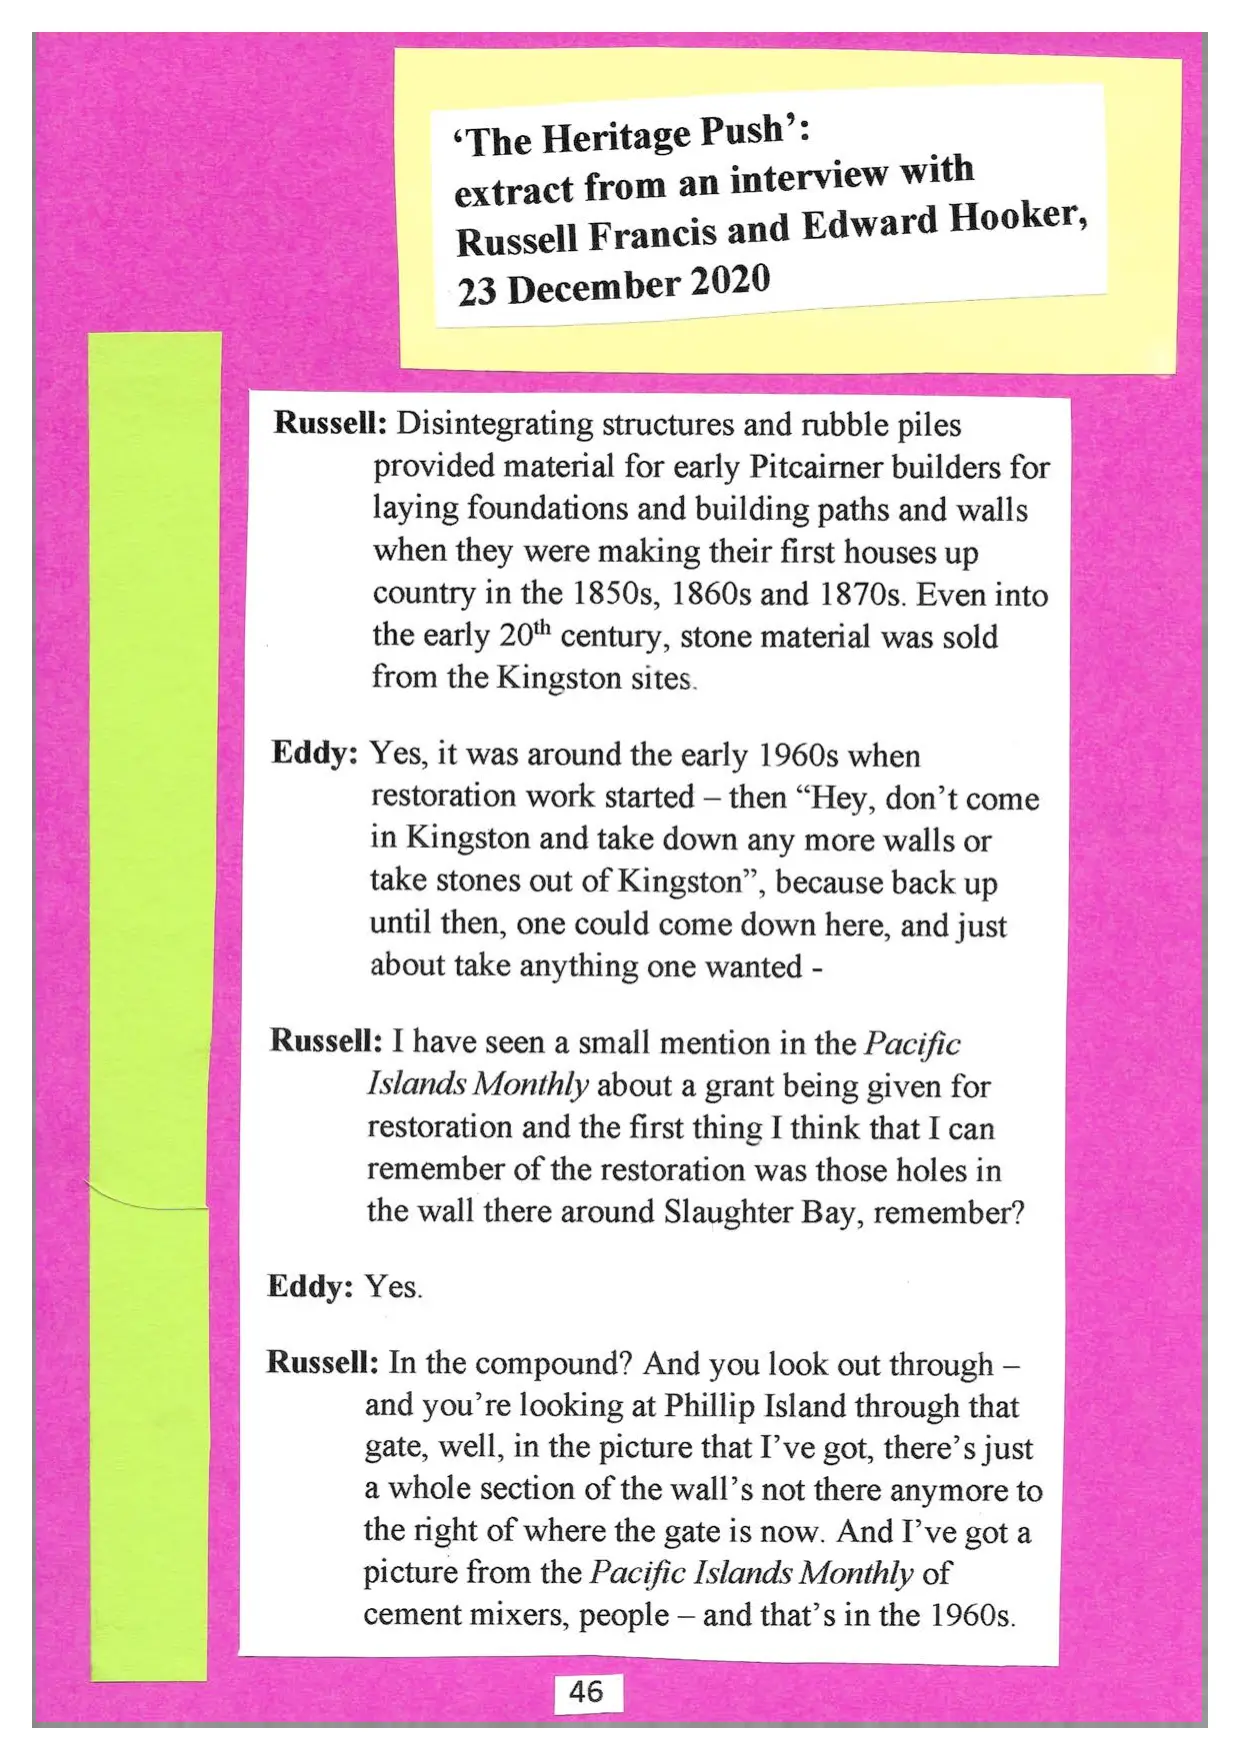 ‘The Heritage Push’:
extract from an interview with
Russell Francis and Edward Hooker,
23 December 2020
Russell: Disintegrating structures and rubble piles
provided material for early Pitcairner builders for
laying foundations and building paths and walls
when they were making their first houses up
country in the 1850s, 1860s and 1870s. Even into
the early 20th century, stone material was sold
from the Kingston sites.
Eddy: Yes, it was around the early 1960s when
restoration work started – then “Hey, don’t come
in Kingston and take down any more walls or
take stones out of Kingston”, because back up
until then, one could come down here, and just
about take anything one wanted -
Russell: I have seen a small mention in the Pacific
Islands Monthly about a grant being given for
restoration and the first thing I think that I can
remember of the restoration was those holes in
the wall there around Slaughter Bay, remember?
Eddy: Yes.
Russell: In the compound? And you look out through –
and you’re looking at Phillip Island through that
gate, well, in the picture that I’ve got, there’s just
a whole section of the wall’s not there anymore to
the right of where the gate is now. And I’ve got a
picture from the Pacific Islands Monthly of
cement mixers, people – and that’s in the 1960s.
46